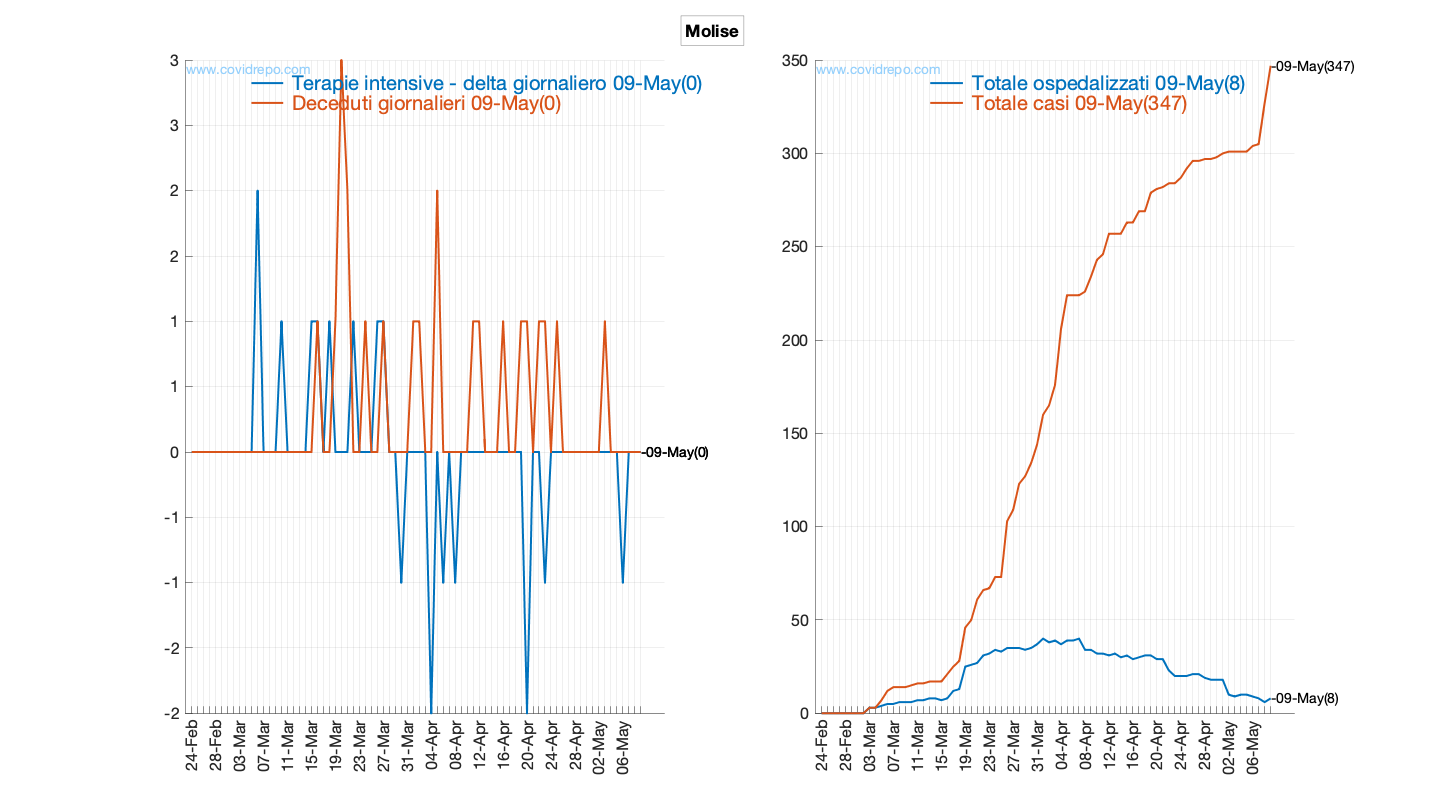 Molise
www.covidrepo.com
Terapie intensive - delta giornaliero 09-May(0)
Deceduti giornalieri 09-May(0)
3
3
2
2
1
1
0
-1
-1
-2
-2
-09-May(0)
24-Feb
28-Feb
03-Mar
07-Mar
11-Mar
15-Mar
19-Mar
23-Mar
27-Mar
31-Mar
04-Apr
08-Apr
12-Apr
16-Apr
20-Apr
24-Apr
28-Apr
02-May
06-May
www.covidrepo.com
Totale ospedalizzati 09-May(8)
Totale casi 09-May(347)
-09-May(347)
350
300
250
200
150
100
50
0
-09-May(8)
24-Feb
28-Feb
03-Mar
07-Mar
11-Mar
15-Mar
19-Mar
23-Mar
27-Mar
31-Mar
04-Apr
08-Apr
12-Apr
16-Apr
20-Apr
24-Apr
28-Apr
02-May
06-May